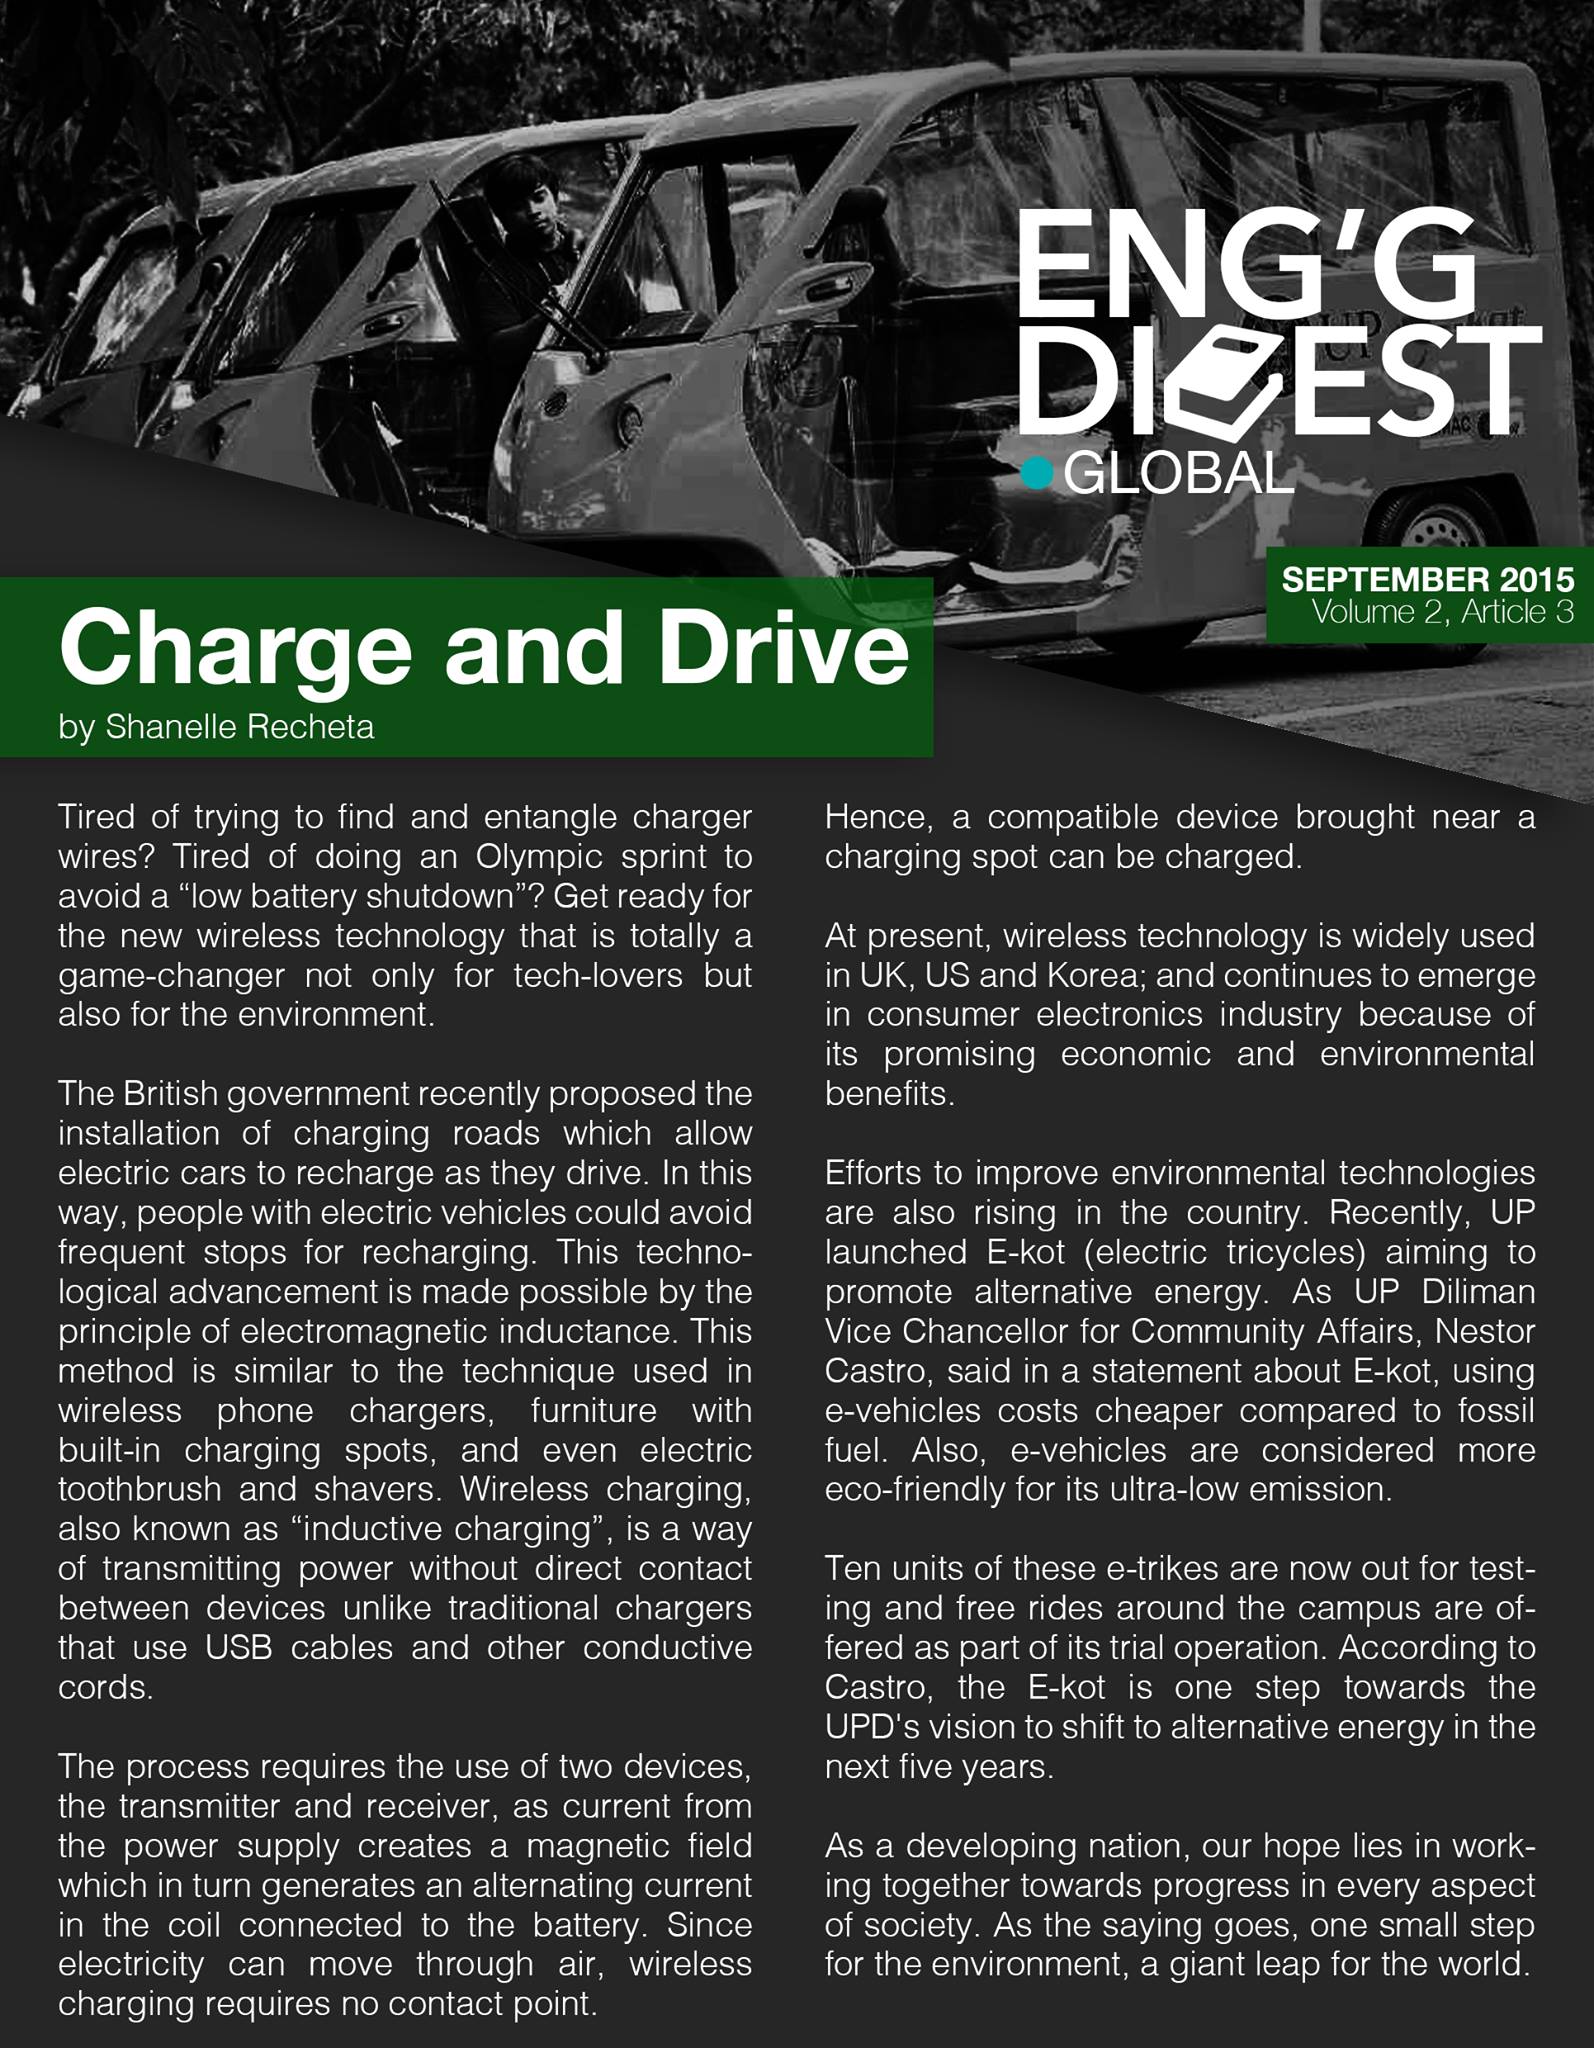 ENG'G
DIGEST
GLOBAL
SEPTEMBER 2015
Volume 2, Article 3
Charge and Drive
by Shanelle Recheta
Tired of trying to find and entangle charger
wires? Tired of doing an Olympic sprint to
avoid a “low battery shutdown”? Get ready for
the new wireless technology that is totally a
game-changer not only for tech-lovers but
also for the environment.
The British government recently proposed the
installation of charging roads which allow
electric cars to recharge as they drive. In this
way, people with electric vehicles could avoid
frequent stops for recharging. This techno-
logical advancement is made possible by the
principle of electromagnetic inductance. This
method is similar to the technique used in
wireless phone chargers, furniture with
built-in charging spots, and even electric
toothbrush and shavers. Wireless charging,
also known as “inductive charging”, is a way
of transmitting power without direct contact
between devices unlike traditional chargers
that use USB cables and other conductive
cords.
The process requires the use of two devices,
the transmitter and receiver, as current from
the power supply creates a magnetic field
which in turn generates an alternating current
in the coil connected to the battery. Since
electricity can move through air, wireless
charging requires no contact point.
Hence, a compatible device brought near a
charging spot can be charged.
At present, wireless technology is widely used
in UK, US and Korea; and continues to emerge
in consumer electronics industry because of
its promising economic and environmental
benefits.
Efforts to improve environmental technologies
are also rising in the country. Recently, UP
launched E-kot (electric tricycles) aiming to
promote alternative energy. As UP Diliman
Vice Chancellor for Community Affairs, Nestor
Castro, said in a statement about E-kot, using
e-vehicles costs cheaper compared to fossil
fuel. Also, e-vehicles are considered more
eco-friendly for its ultra-low emission.
Ten units of these e-trikes are now out for test-
ing and free rides around the campus are of-
fered as part of its trial operation. According to
Castro, the E-kot is one step towards the
UPD's vision to shift to alternative energy in the
next five years.
As a developing nation, our hope lies in work-
ing together towards progress in every aspect
of society. As the saying goes, one small step
for the environment, a giant leap for the world.